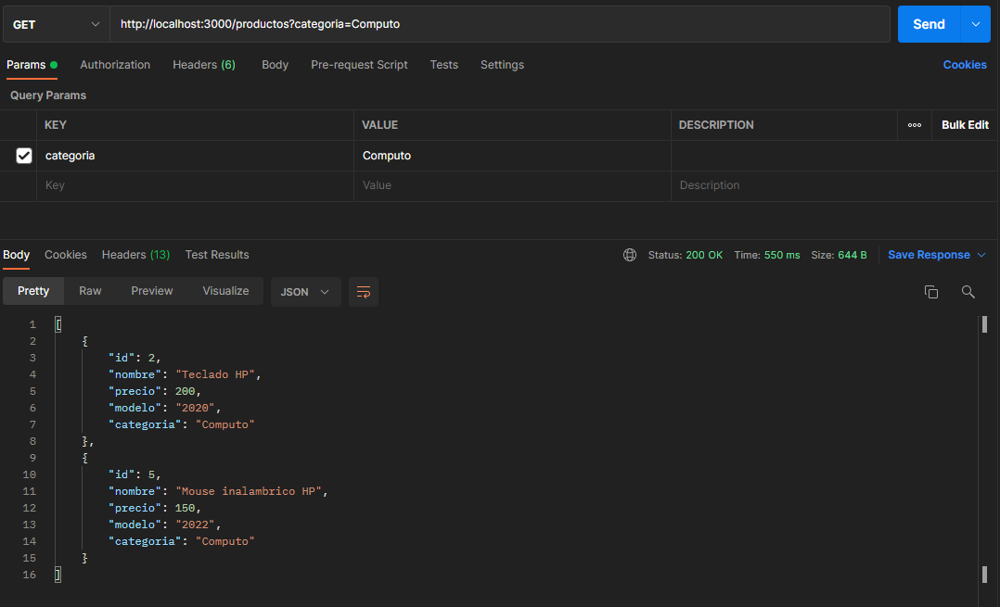 GET http://localhost:3000/productos?categoria=Computo Send
Params Authorization Headers (6) Body Pre-request Script Tests Settings Cookies
Query Params
KEY VALUE DESCRIPTION ooo Bulk Edit
categoria Computo
Key Value Description
Body Cookies Headers (13) Test Results Status: 200 OK Time: 550 ms Size: 644 B Save Response
Pretty Raw Preview Visualize JSON
1 [
2 {
3 "id": 2,
4 "nombre": "Teclado HP",
5 "precio": 200,
6 "modelo": "2020",
7 "categoria": "Computo"
8 },
9 {
10 "id": 5,
11 "nombre": "Mouse inalambrico HP",
12 "precio": 150,
13 "modelo": "2022",
14 "categoria": "Computo"
15 }
16 ]